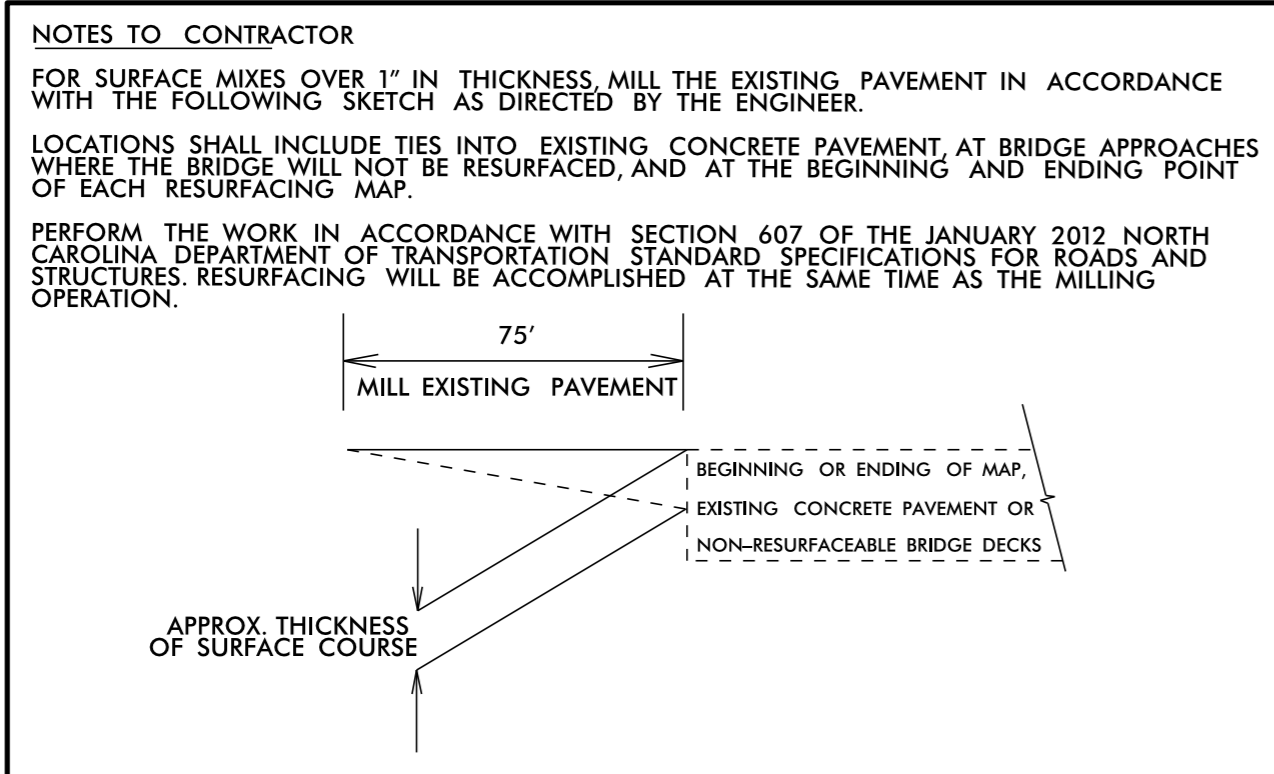 NOTES TO CONTRACTOR
FOR SURFACE MIXES OVER 1" IN THICKNESS, MILL THE EXISTING PAVEMENT IN ACCORDANCE
WITH THE FOLLOWING SKETCH AS DIRECTED BY THE ENGINEER.
LOCATIONS SHALL INCLUDE TIES INTO EXISTING CONCRETE PAVEMENT, AT BRIDGE APPROACHES
WHERE THE BRIDGE WILL NOT BE RESURFACED, AND AT THE BEGINNING AND ENDING POINT
OF EACH RESURFACING MAP.
PERFORM THE WORK IN ACCORDANCE WITH SECTION 607 OF THE JANUARY 2012 NORTH
CAROLINA DEPARTMENT OF TRANSPORTATION STANDARD SPECIFICATIONS FOR ROADS AND
STRUCTURES. RESURFACING WILL BE ACCOMPLISHED AT THE SAME TIME AS THE MILLING
OPERATION.
75'
MILL EXISTING PAVEMENT
BEGINNING OR ENDING OF MAP,
EXISTING CONCRETE PAVEMENT OR
NON-RESURFACEABLE BRIDGE DECKS
APPROX. THICKNESS
OF SURFACE COURSE